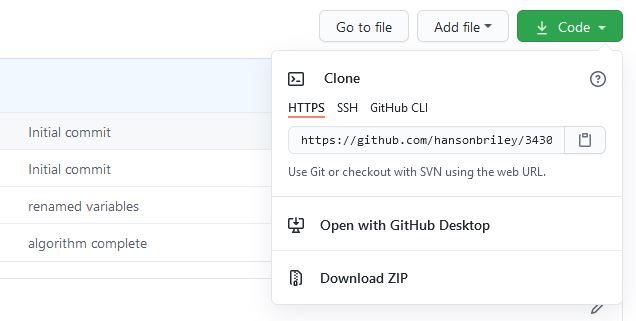 Go to file
Add file
Code
Clone
HTTPS SSH GitHub CLI
https://github.com/hansonbriley/3430
Use Git or checkout with SVN using the web URL.
Open with GitHub Desktop
Download ZIP
Initial commit
Initial commit
renamed variables
algorithm complete